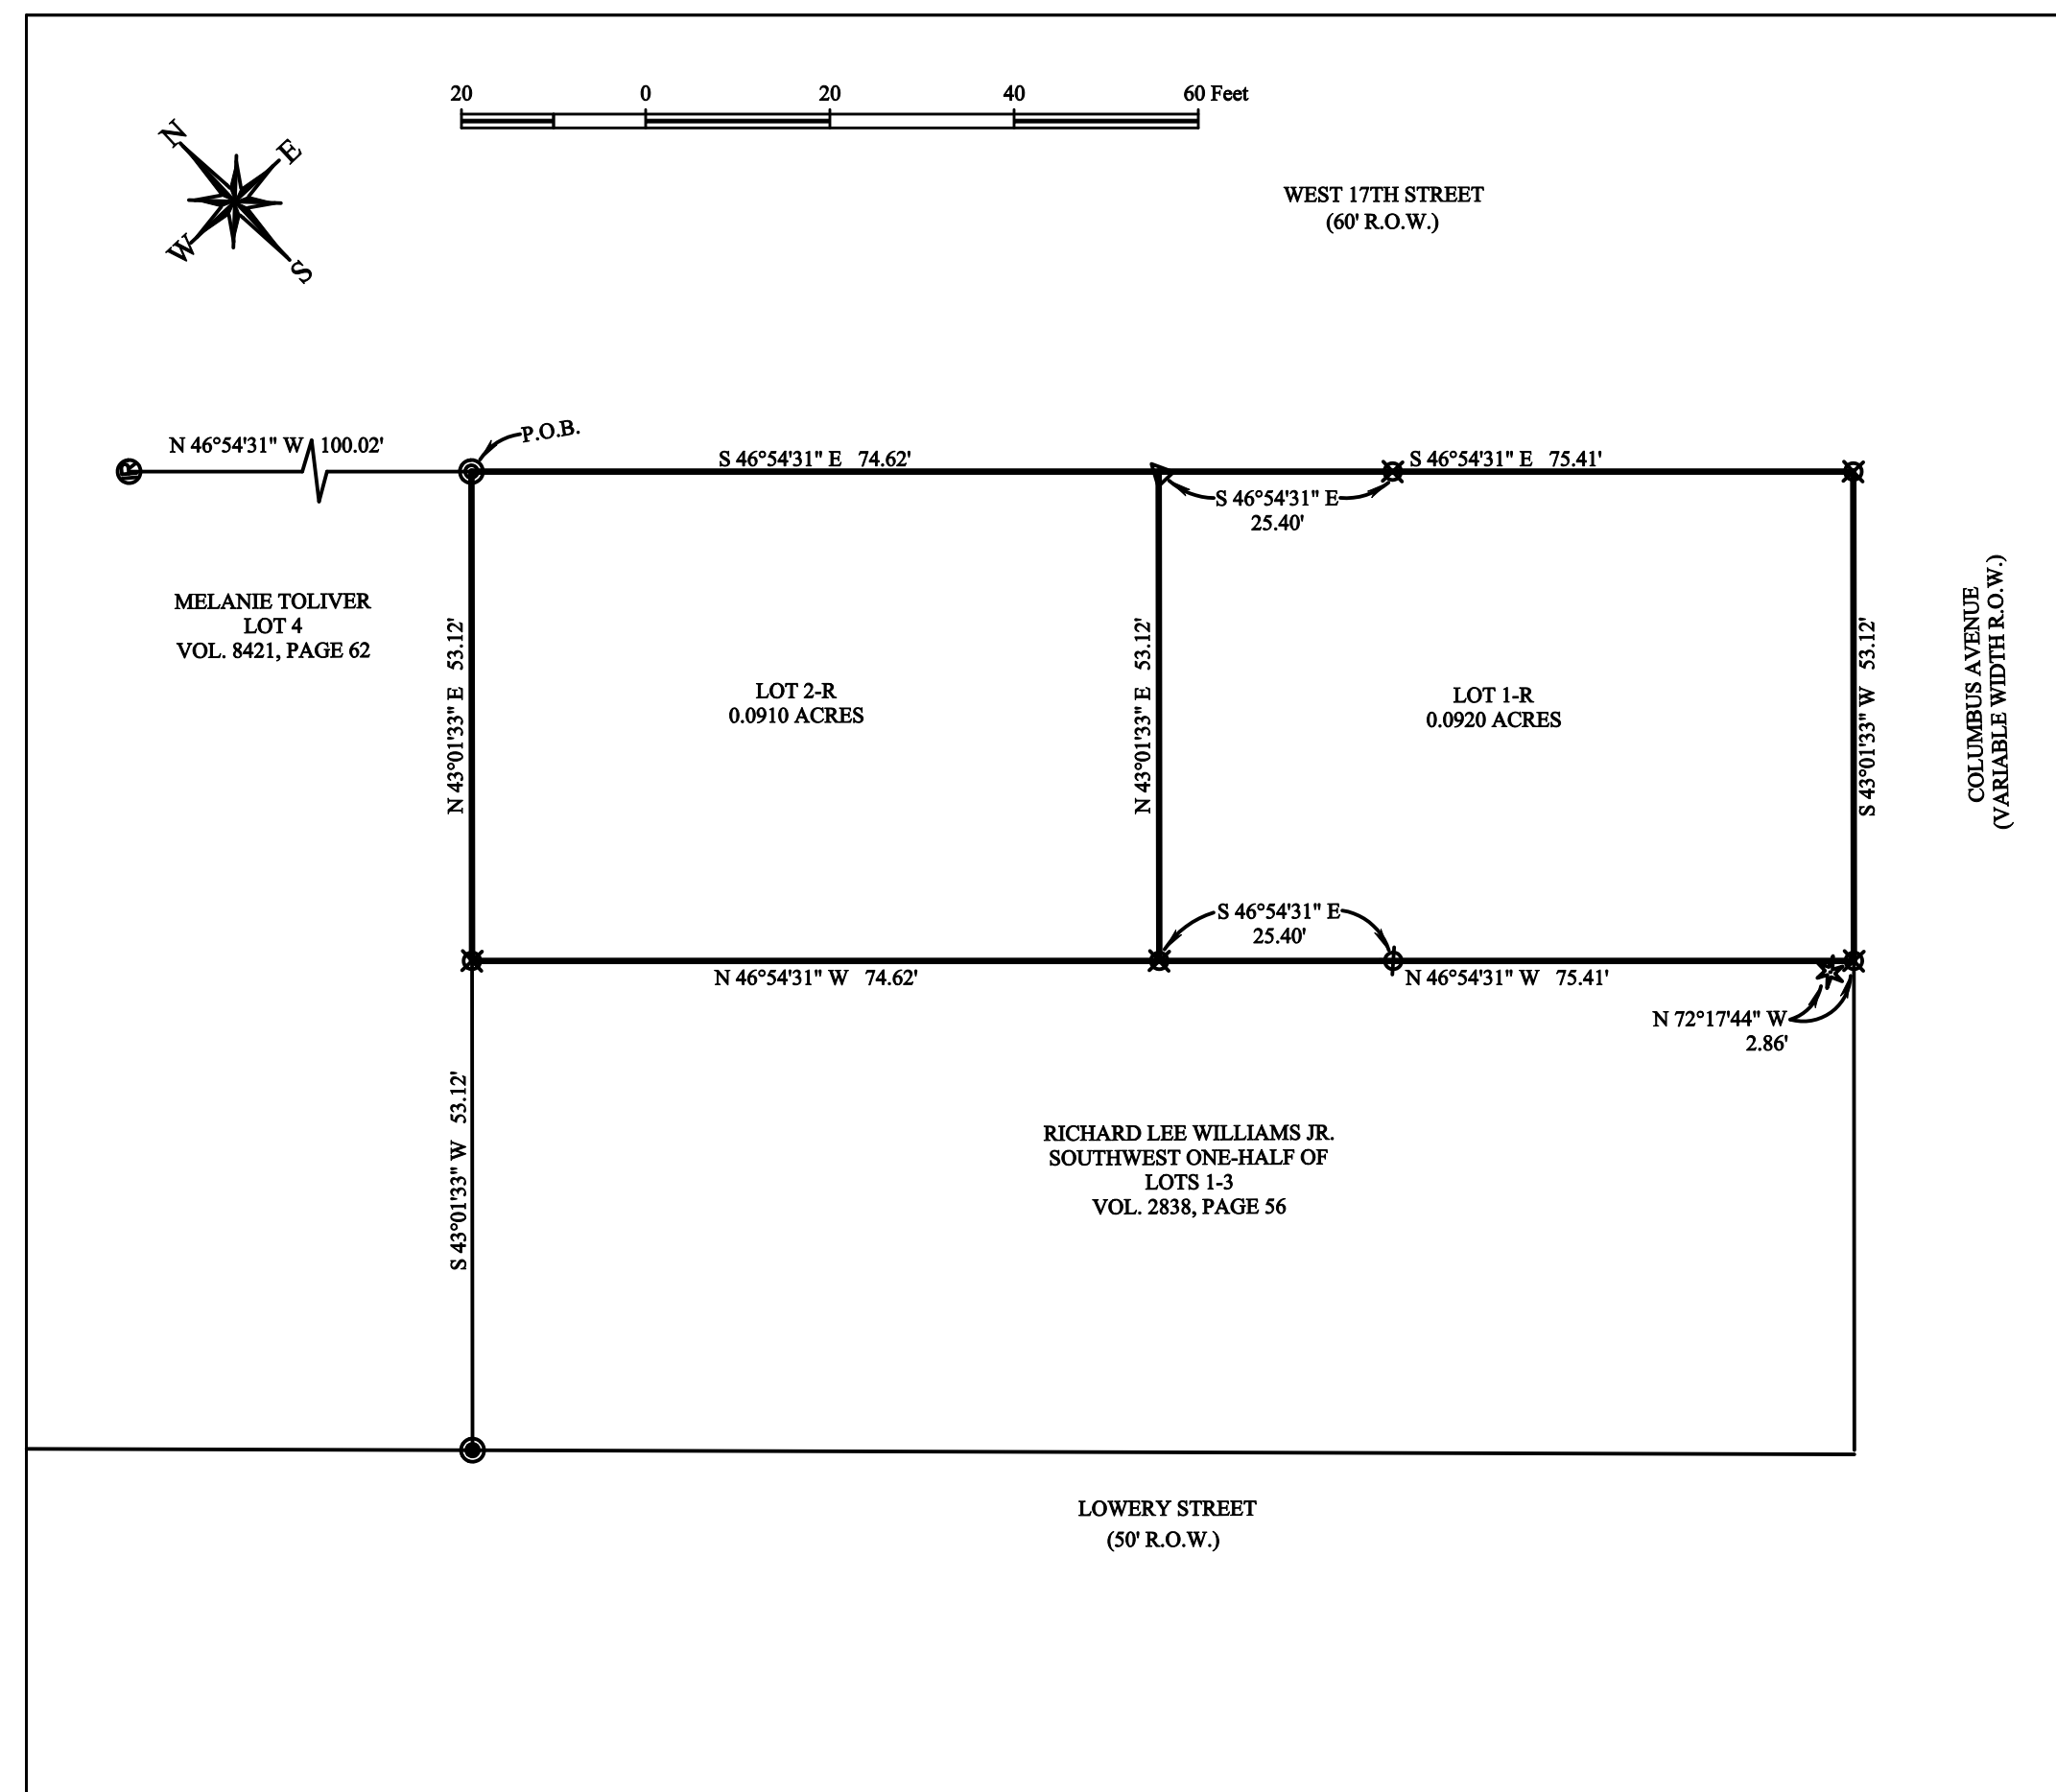 20 0 20 40 60 Feet
N
E
W
S
WEST 17TH STREET
(60' R.O.W.)
P.O.B.
N 46°54'31" W 100.02'
IR
S 46°54'31" E 74.62'
S 46°54'31" E 75.41'
S 46°54'31" E
25.40'
MELANIE TOLIVER
LOT 4
VOL. 8421, PAGE 62
N 43°01'33" E 53.12'
LOT 2-R
0.0910 ACRES
N 43°01'33" E 53.12'
LOT 1-R
0.0920 ACRES
S 43°01'33" W 53.12'
COLUMBUS AVENUE
(VARIABLE WIDTH R.O.W.)
S 46°54'31" E
25.40'
N 46°54'31" W 74.62'
N 46°54'31" W 75.41'
N 72°17'44" W
2.86'
S 43°01'33" W 53.12'
RICHARD LEE WILLIAMS JR.
SOUTHWEST ONE-HALF OF
LOTS 1-3
VOL. 2838, PAGE 56
LOWERY STREET
(50' R.O.W.)